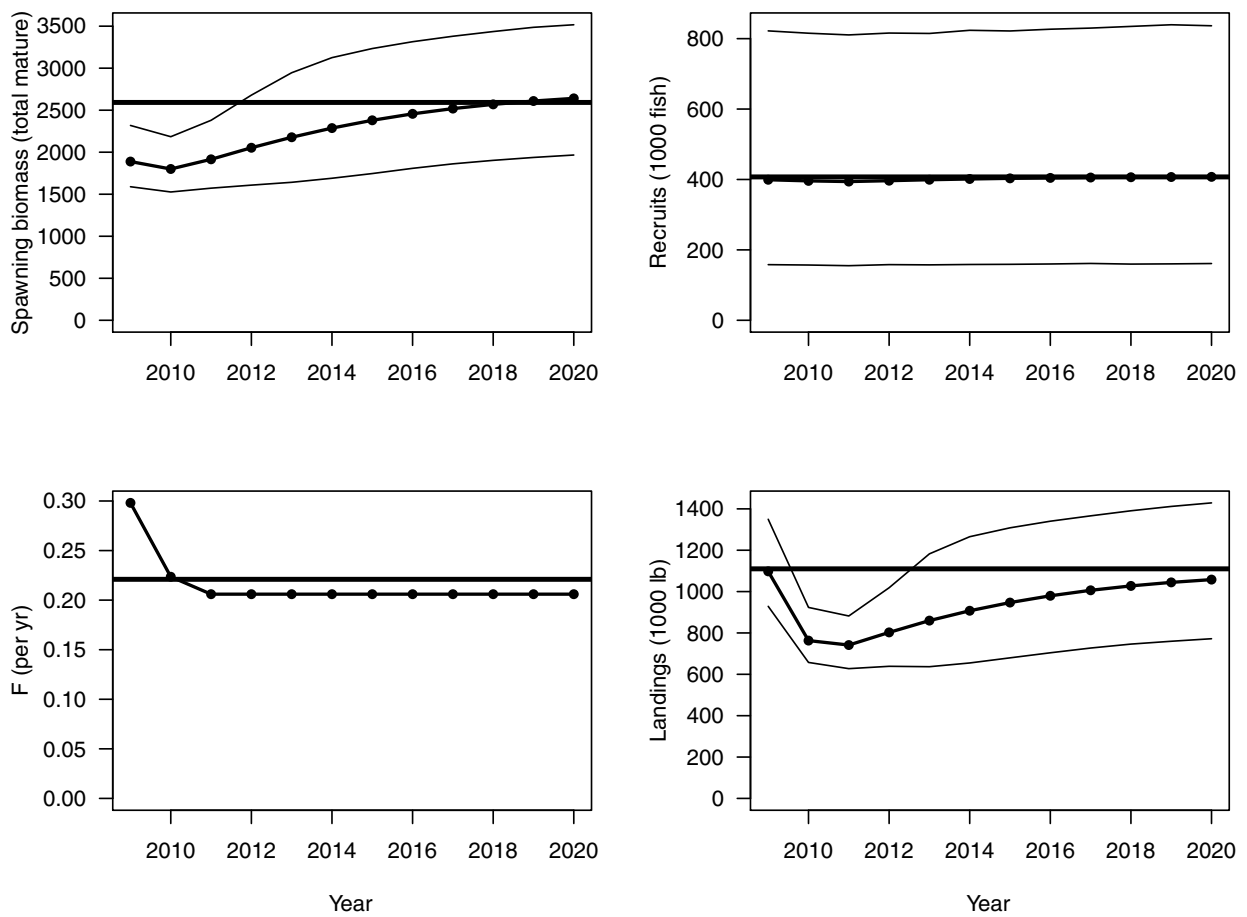 Spawning biomass (total mature)
3500
3000
2500
2000
1500
1000
500
0
2010 2012 2014 2016 2018 2020
Recruits (1000 fish)
800
600
400
200
0
2010 2012 2014 2016 2018 2020
F (per yr)
0.30
0.25
0.20
0.15
0.10
0.05
0.00
2010 2012 2014 2016 2018 2020
Year
Landings (1000 lb)
1400
1200
1000
800
600
400
200
0
2010 2012 2014 2016 2018 2020
Year